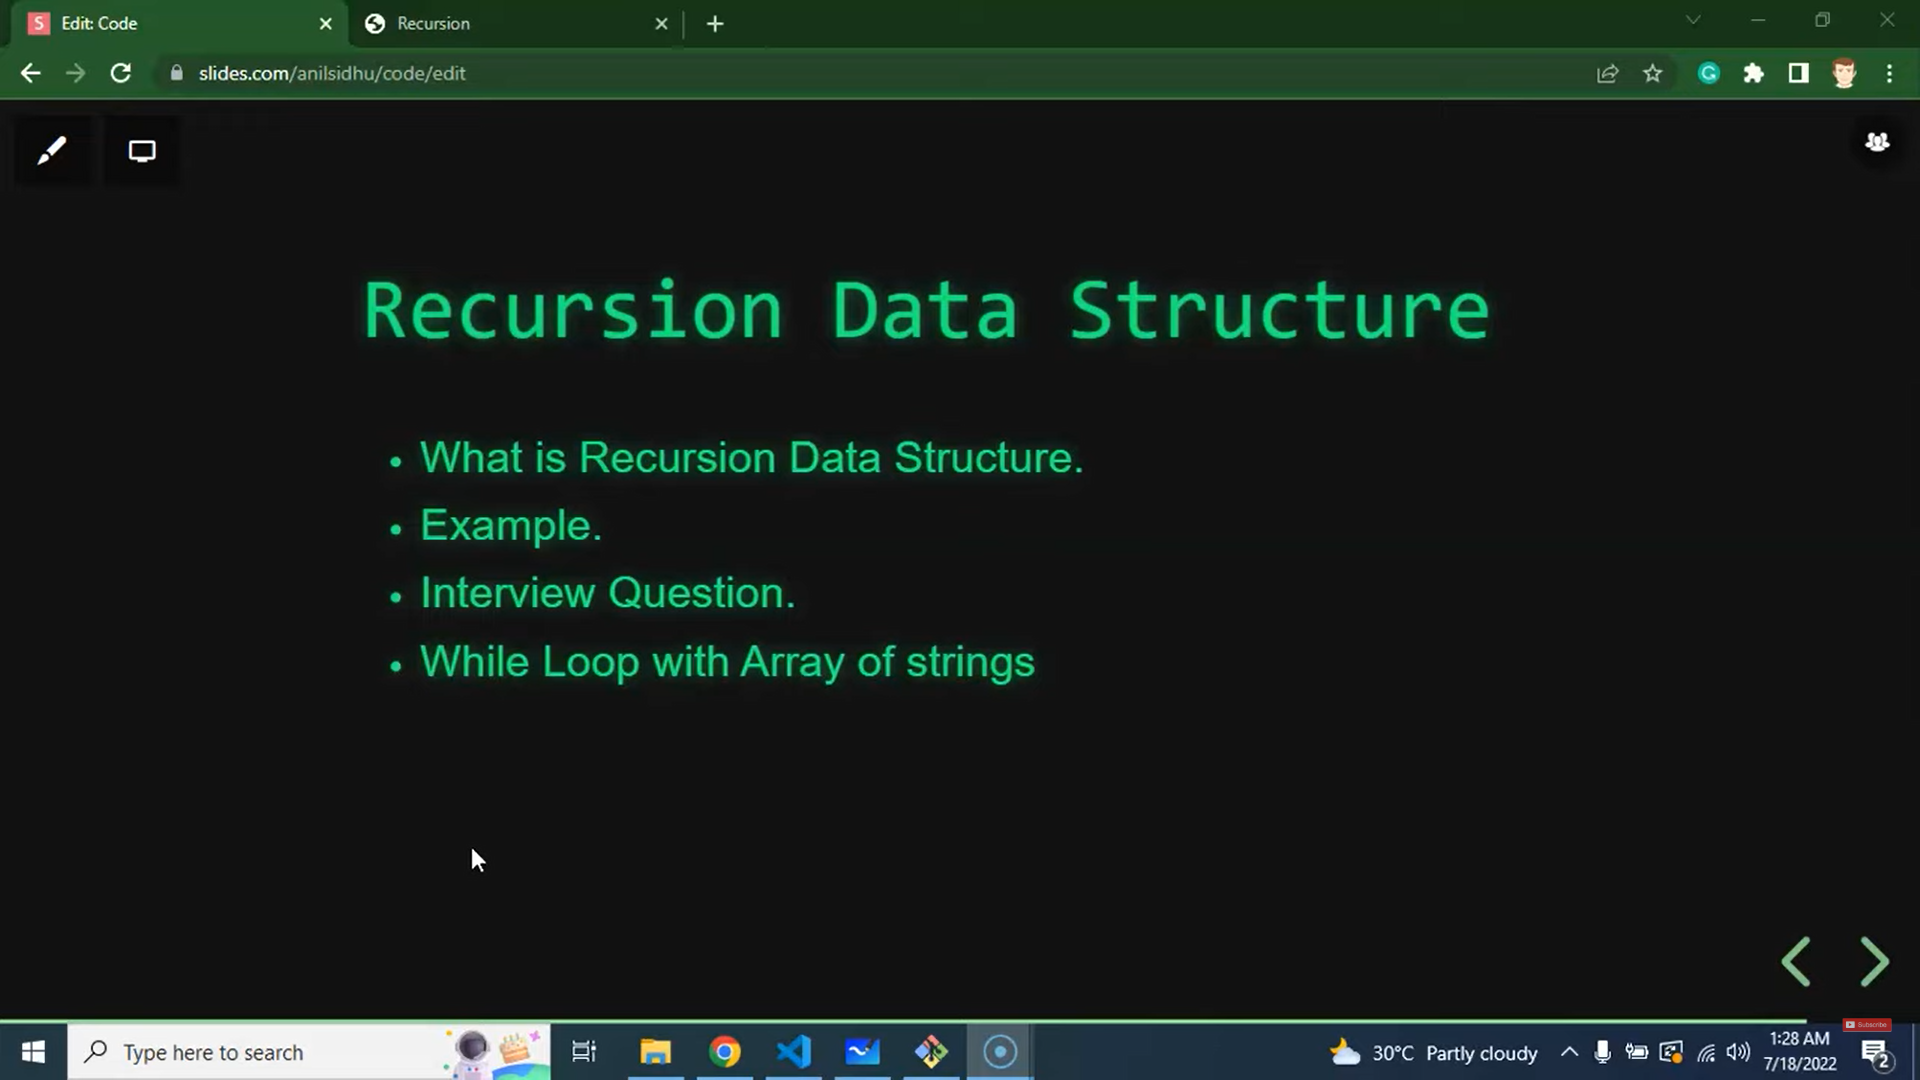 S Edit: Code
Recursion
slides.com/anilsidhu/code/edit
Recursion Data Structure
• What is Recursion Data Structure.
• Example.
• Interview Question.
• While Loop with Array of strings
Subscribe
Type here to search
30°C Partly cloudy
1:28 AM
7/18/2022
2